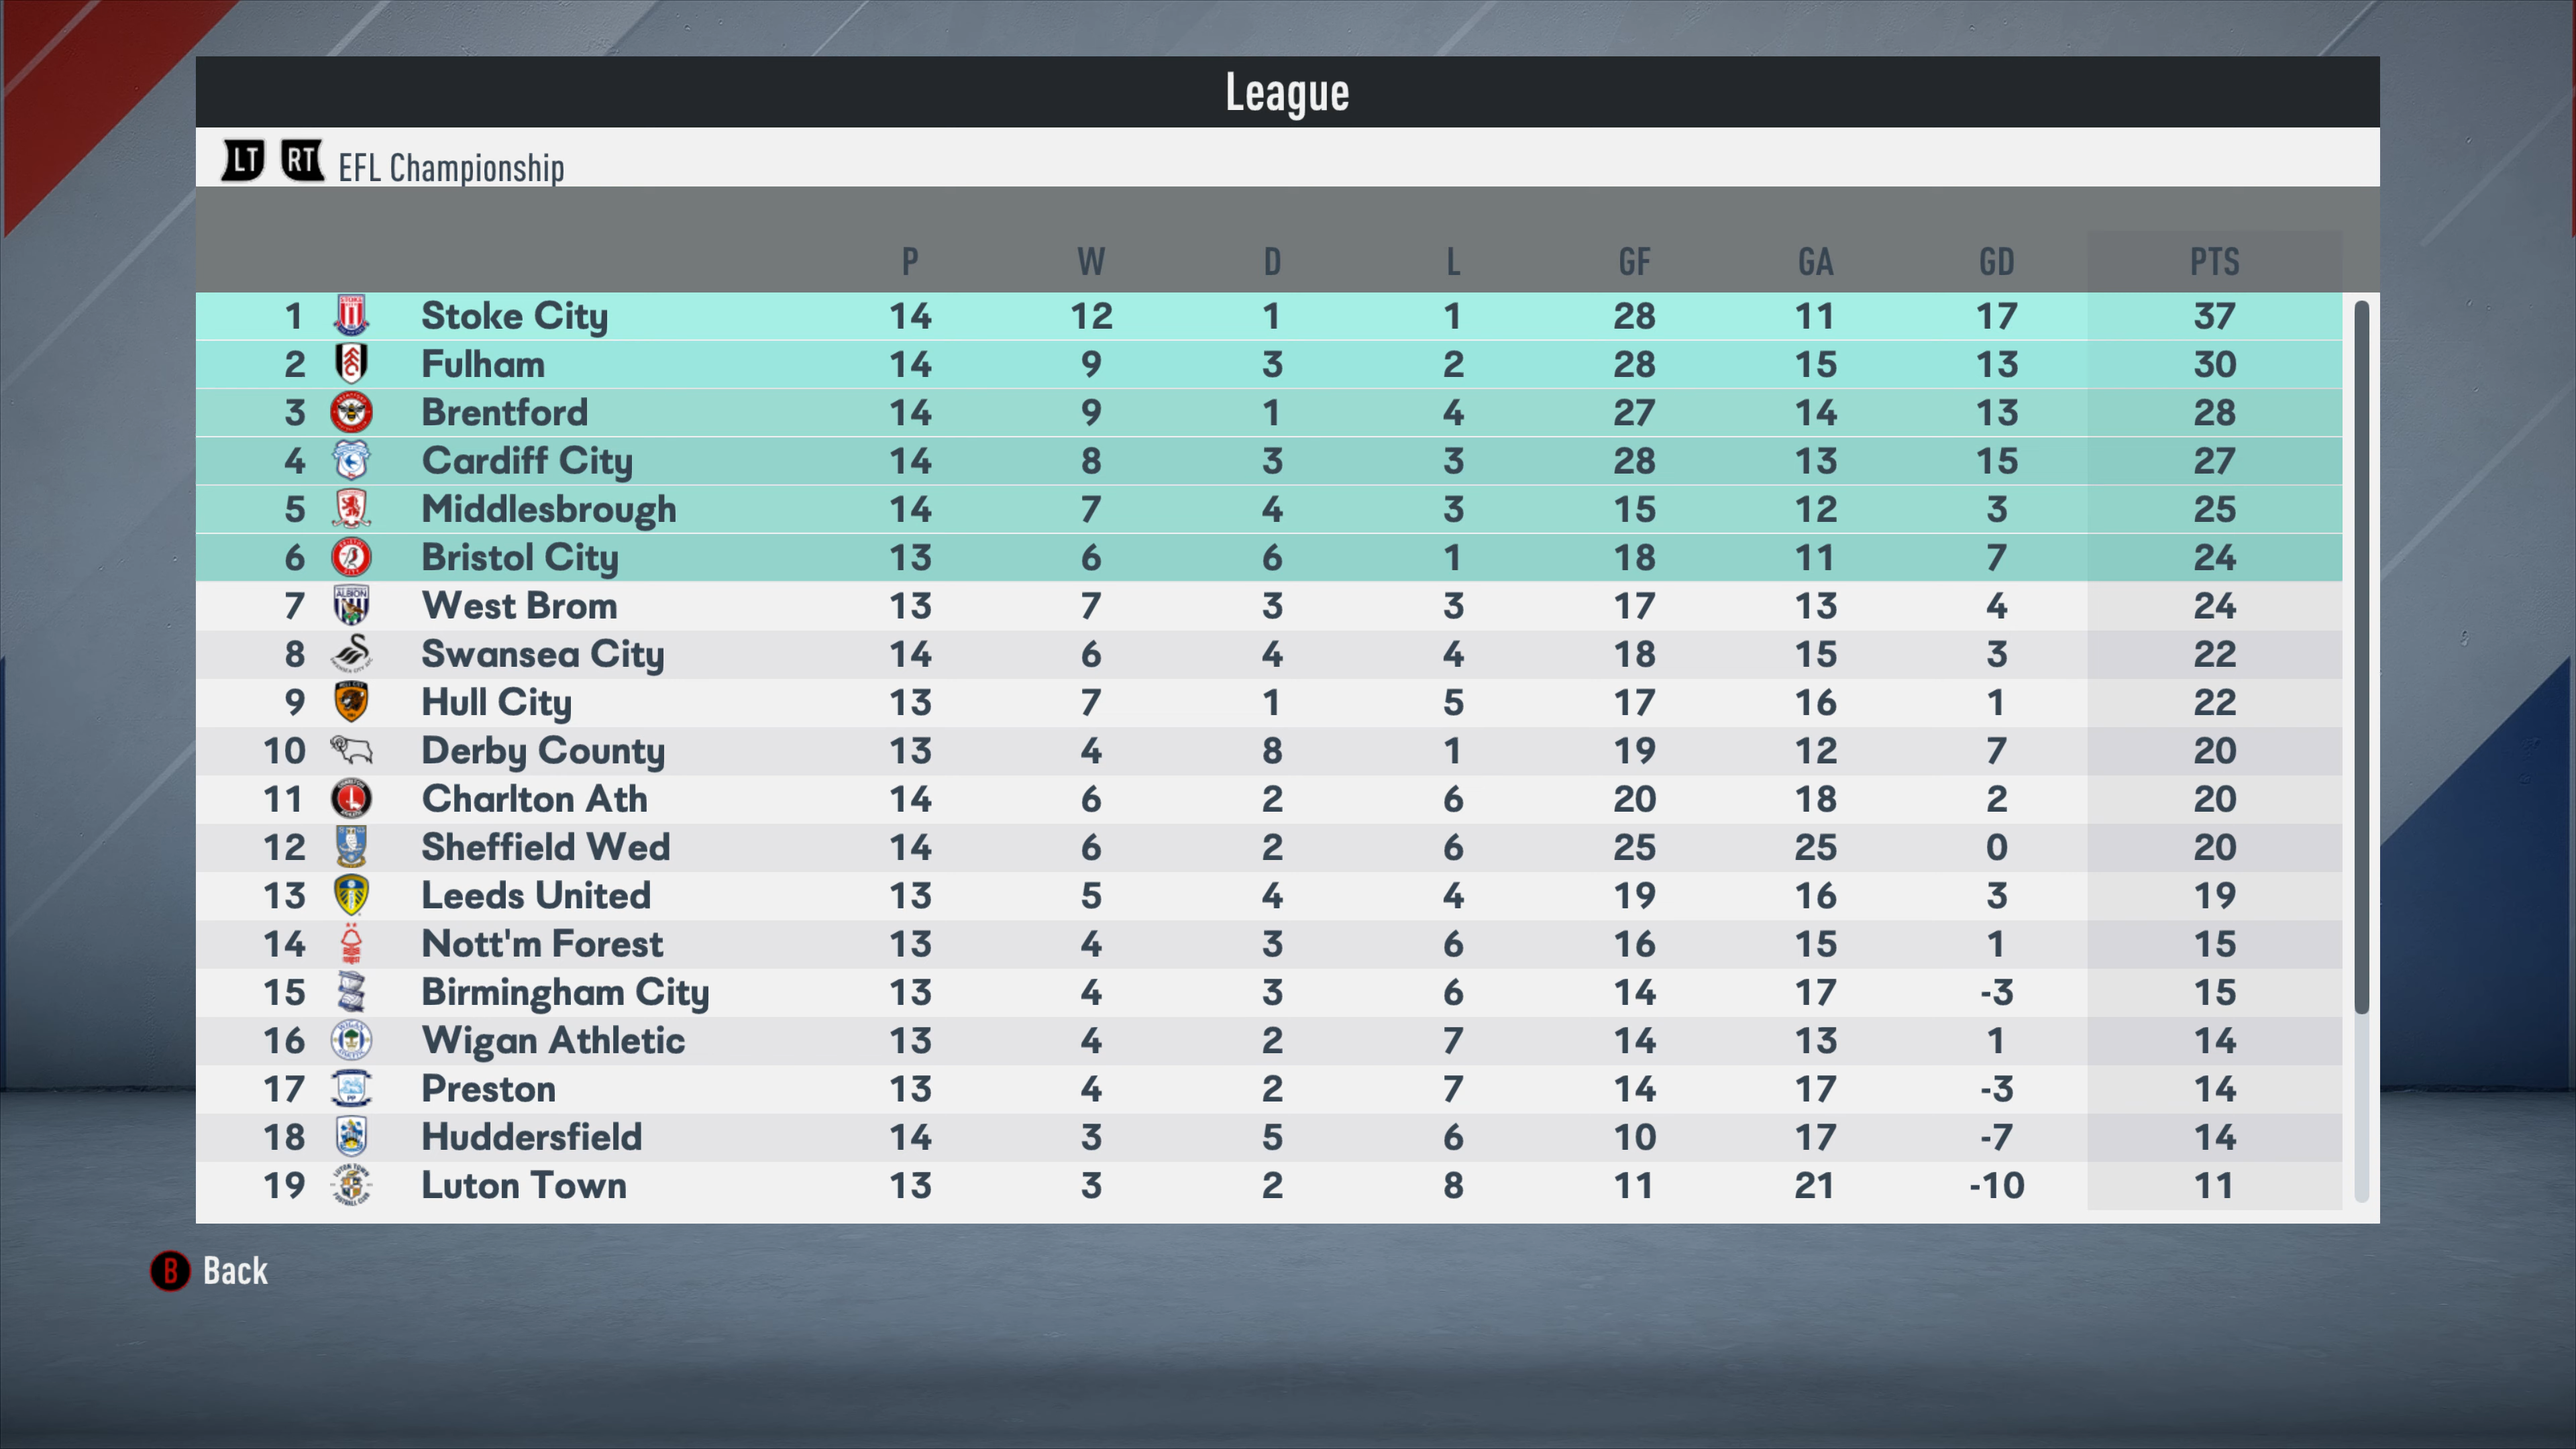 League
LT RT EFL Championship
P W D L GF GA GD PTS
1 Stoke City 14 12 1 1 28 11 17 37
2 Fulham 14 9 3 2 28 15 13 30
3 Brentford 14 9 1 4 27 14 13 28
4 Cardiff City 14 8 3 3 28 13 15 27
5 Middlesbrough 14 7 4 3 15 12 3 25
6 Bristol City 13 6 6 1 18 11 7 24
7 West Brom 13 7 3 3 17 13 4 24
8 Swansea City 14 6 4 4 18 15 3 22
9 Hull City 13 7 1 5 17 16 1 22
10 Derby County 13 4 8 1 19 12 7 20
11 Charlton Ath 14 6 2 6 20 18 2 20
12 Sheffield Wed 14 6 2 6 25 25 0 20
13 Leeds United 13 5 4 4 19 16 3 19
14 Nott'm Forest 13 4 3 6 16 15 1 15
15 Birmingham City 13 4 3 6 14 17 -3 15
16 Wigan Athletic 13 4 2 7 14 13 1 14
17 Preston 13 4 2 7 14 17 -3 14
18 Huddersfield 14 3 5 6 10 17 -7 14
19 Luton Town 13 3 2 8 11 21 -10 11
B Back